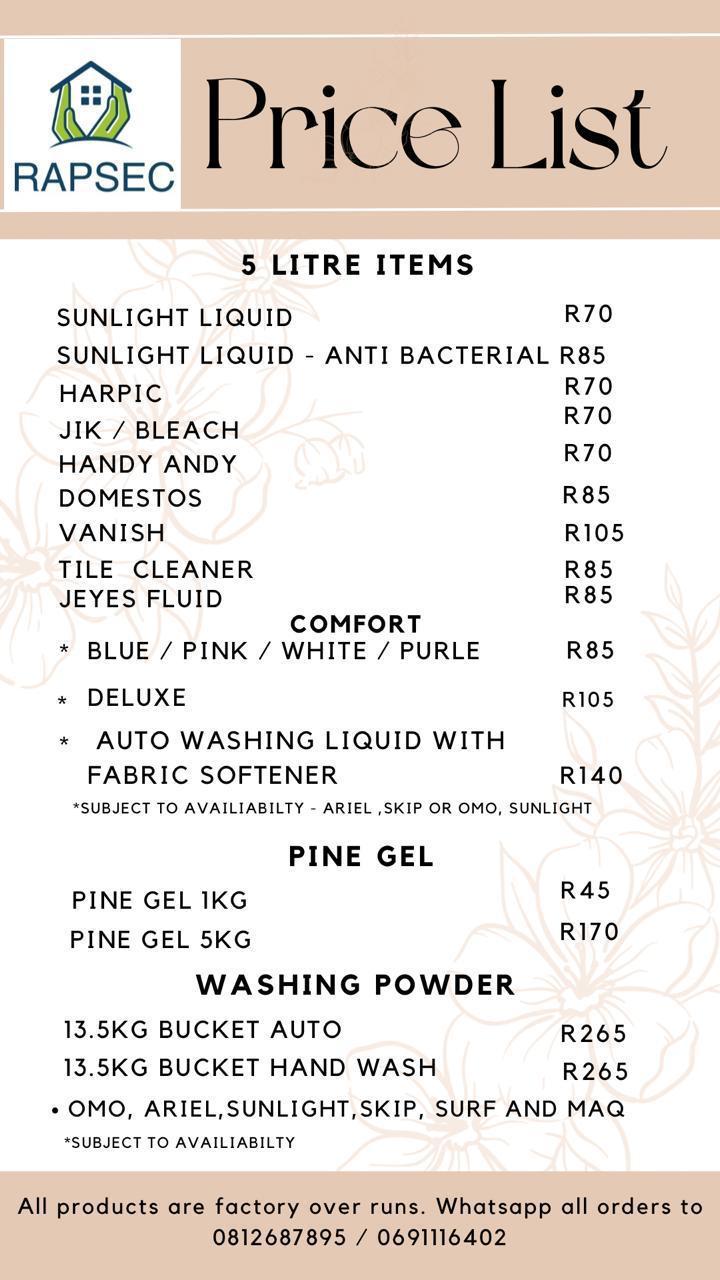 RAPSEC
Price List
5 LITRE ITEMS
SUNLIGHT LIQUID R70
SUNLIGHT LIQUID - ANTI BACTERIAL R85
HARPIC R70
JIK / BLEACH R70
HANDY ANDY R70
DOMESTOS R85
VANISH R105
TILE CLEANER R85
JEYES FLUID R85
COMFORT
* BLUE / PINK / WHITE / PURLE R85
* DELUXE R105
* AUTO WASHING LIQUID WITH
FABRIC SOFTENER R140
*SUBJECT TO AVAILIABILTY - ARIEL ,SKIP OR OMO, SUNLIGHT
PINE GEL
PINE GEL 1KG R45
PINE GEL 5KG R170
WASHING POWDER
13.5KG BUCKET AUTO R265
13.5KG BUCKET HAND WASH R265
• OMO, ARIEL,SUNLIGHT,SKIP, SURF AND MAQ
*SUBJECT TO AVAILIABILTY
All products are factory over runs. Whatsapp all orders to
0812687895 / 0691116402